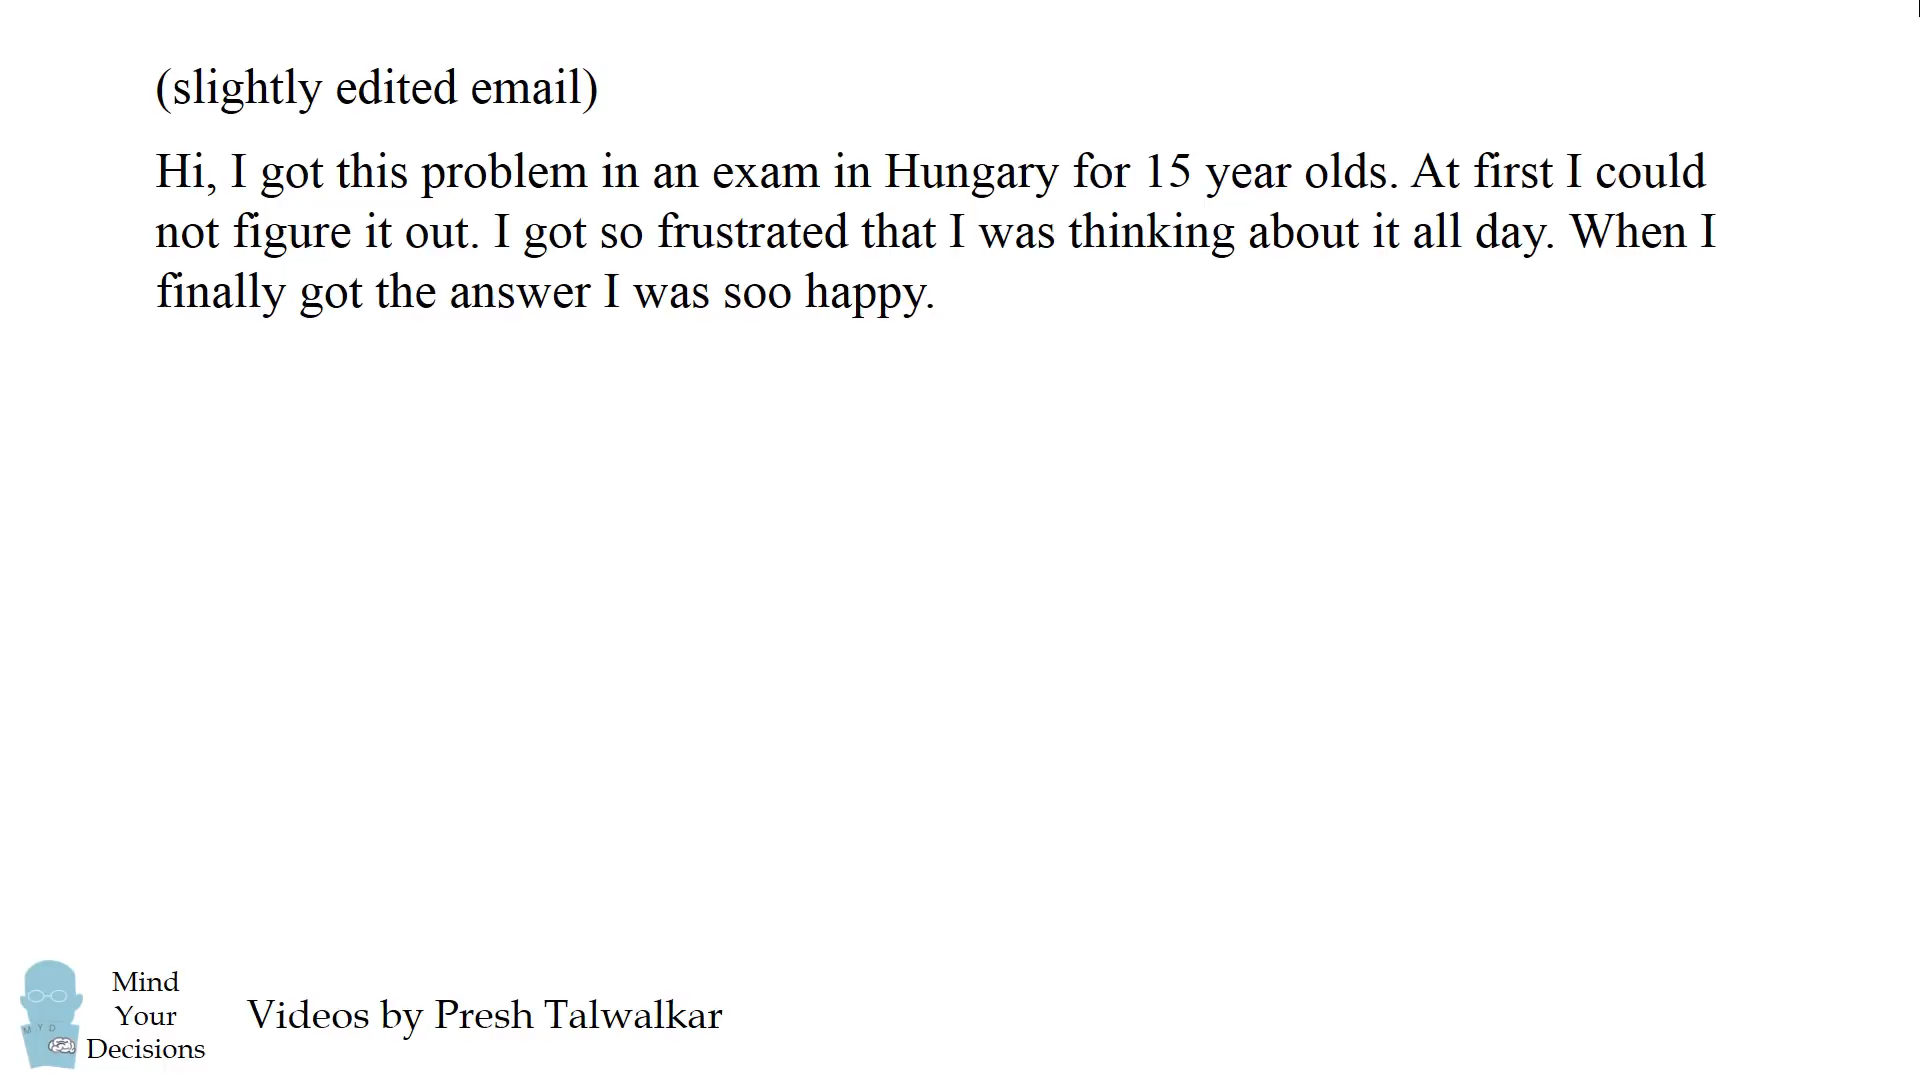 (slightly edited email)
Hi, I got this problem in an exam in Hungary for 15 year olds. At first I could
not figure it out. I got so frustrated that I was thinking about it all day. When I
finally got the answer I was soo happy.
M Y D
Mind
Your
Decisions
Videos by Presh Talwalkar